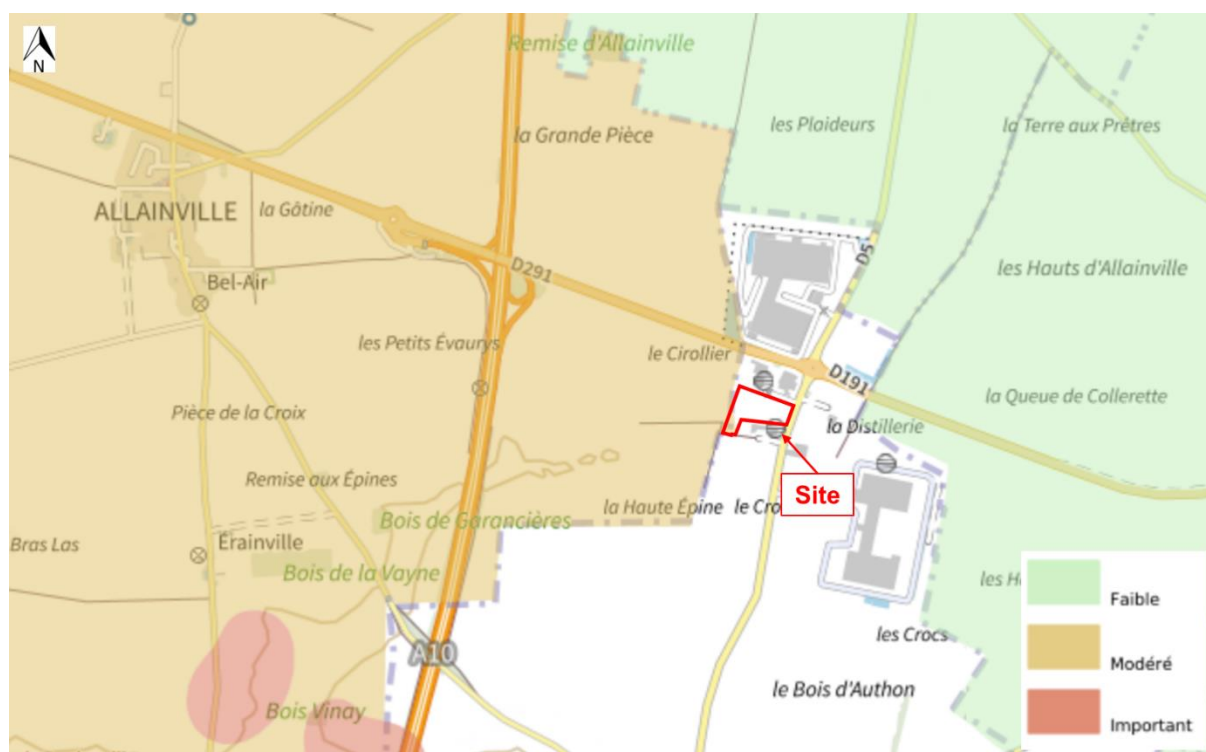 N
Remise d'Allainville
la Grande Pièce
les Plaideurs
la Terre aux Prêtres
ALLAINVILLE
la Gâtine
D291
D5
les Hauts d'Allainville
Bel-Air
les Petits Évaurys
le Cirollier
D191
la Queue de Collerette
Pièce de la Croix
la Distillerie
Remise aux Épines
Site
la Haute Épine
Bois de Garancières
Bras Las
Érainville
Bois de la Vayne
Faible
les Crocs
A10
Modéré
le Bois d'Authon
Bois Vinay
Important